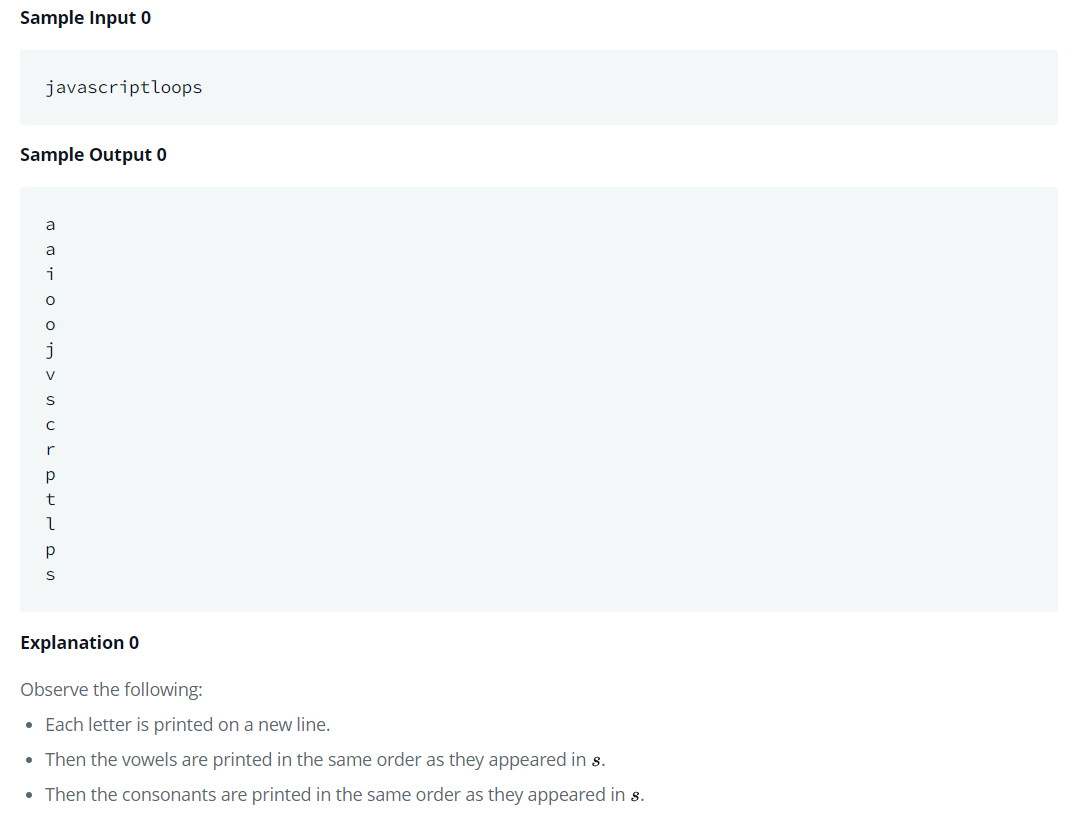 Sample Input 0
javascriptloops
Sample Output 0
a
a
i
o
o
j
v
s
c
r
p
t
l
p
s
Explanation 0
Observe the following:
• Each letter is printed on a new line.
• Then the vowels are printed in the same order as they appeared in s.
• Then the consonants are printed in the same order as they appeared in s.